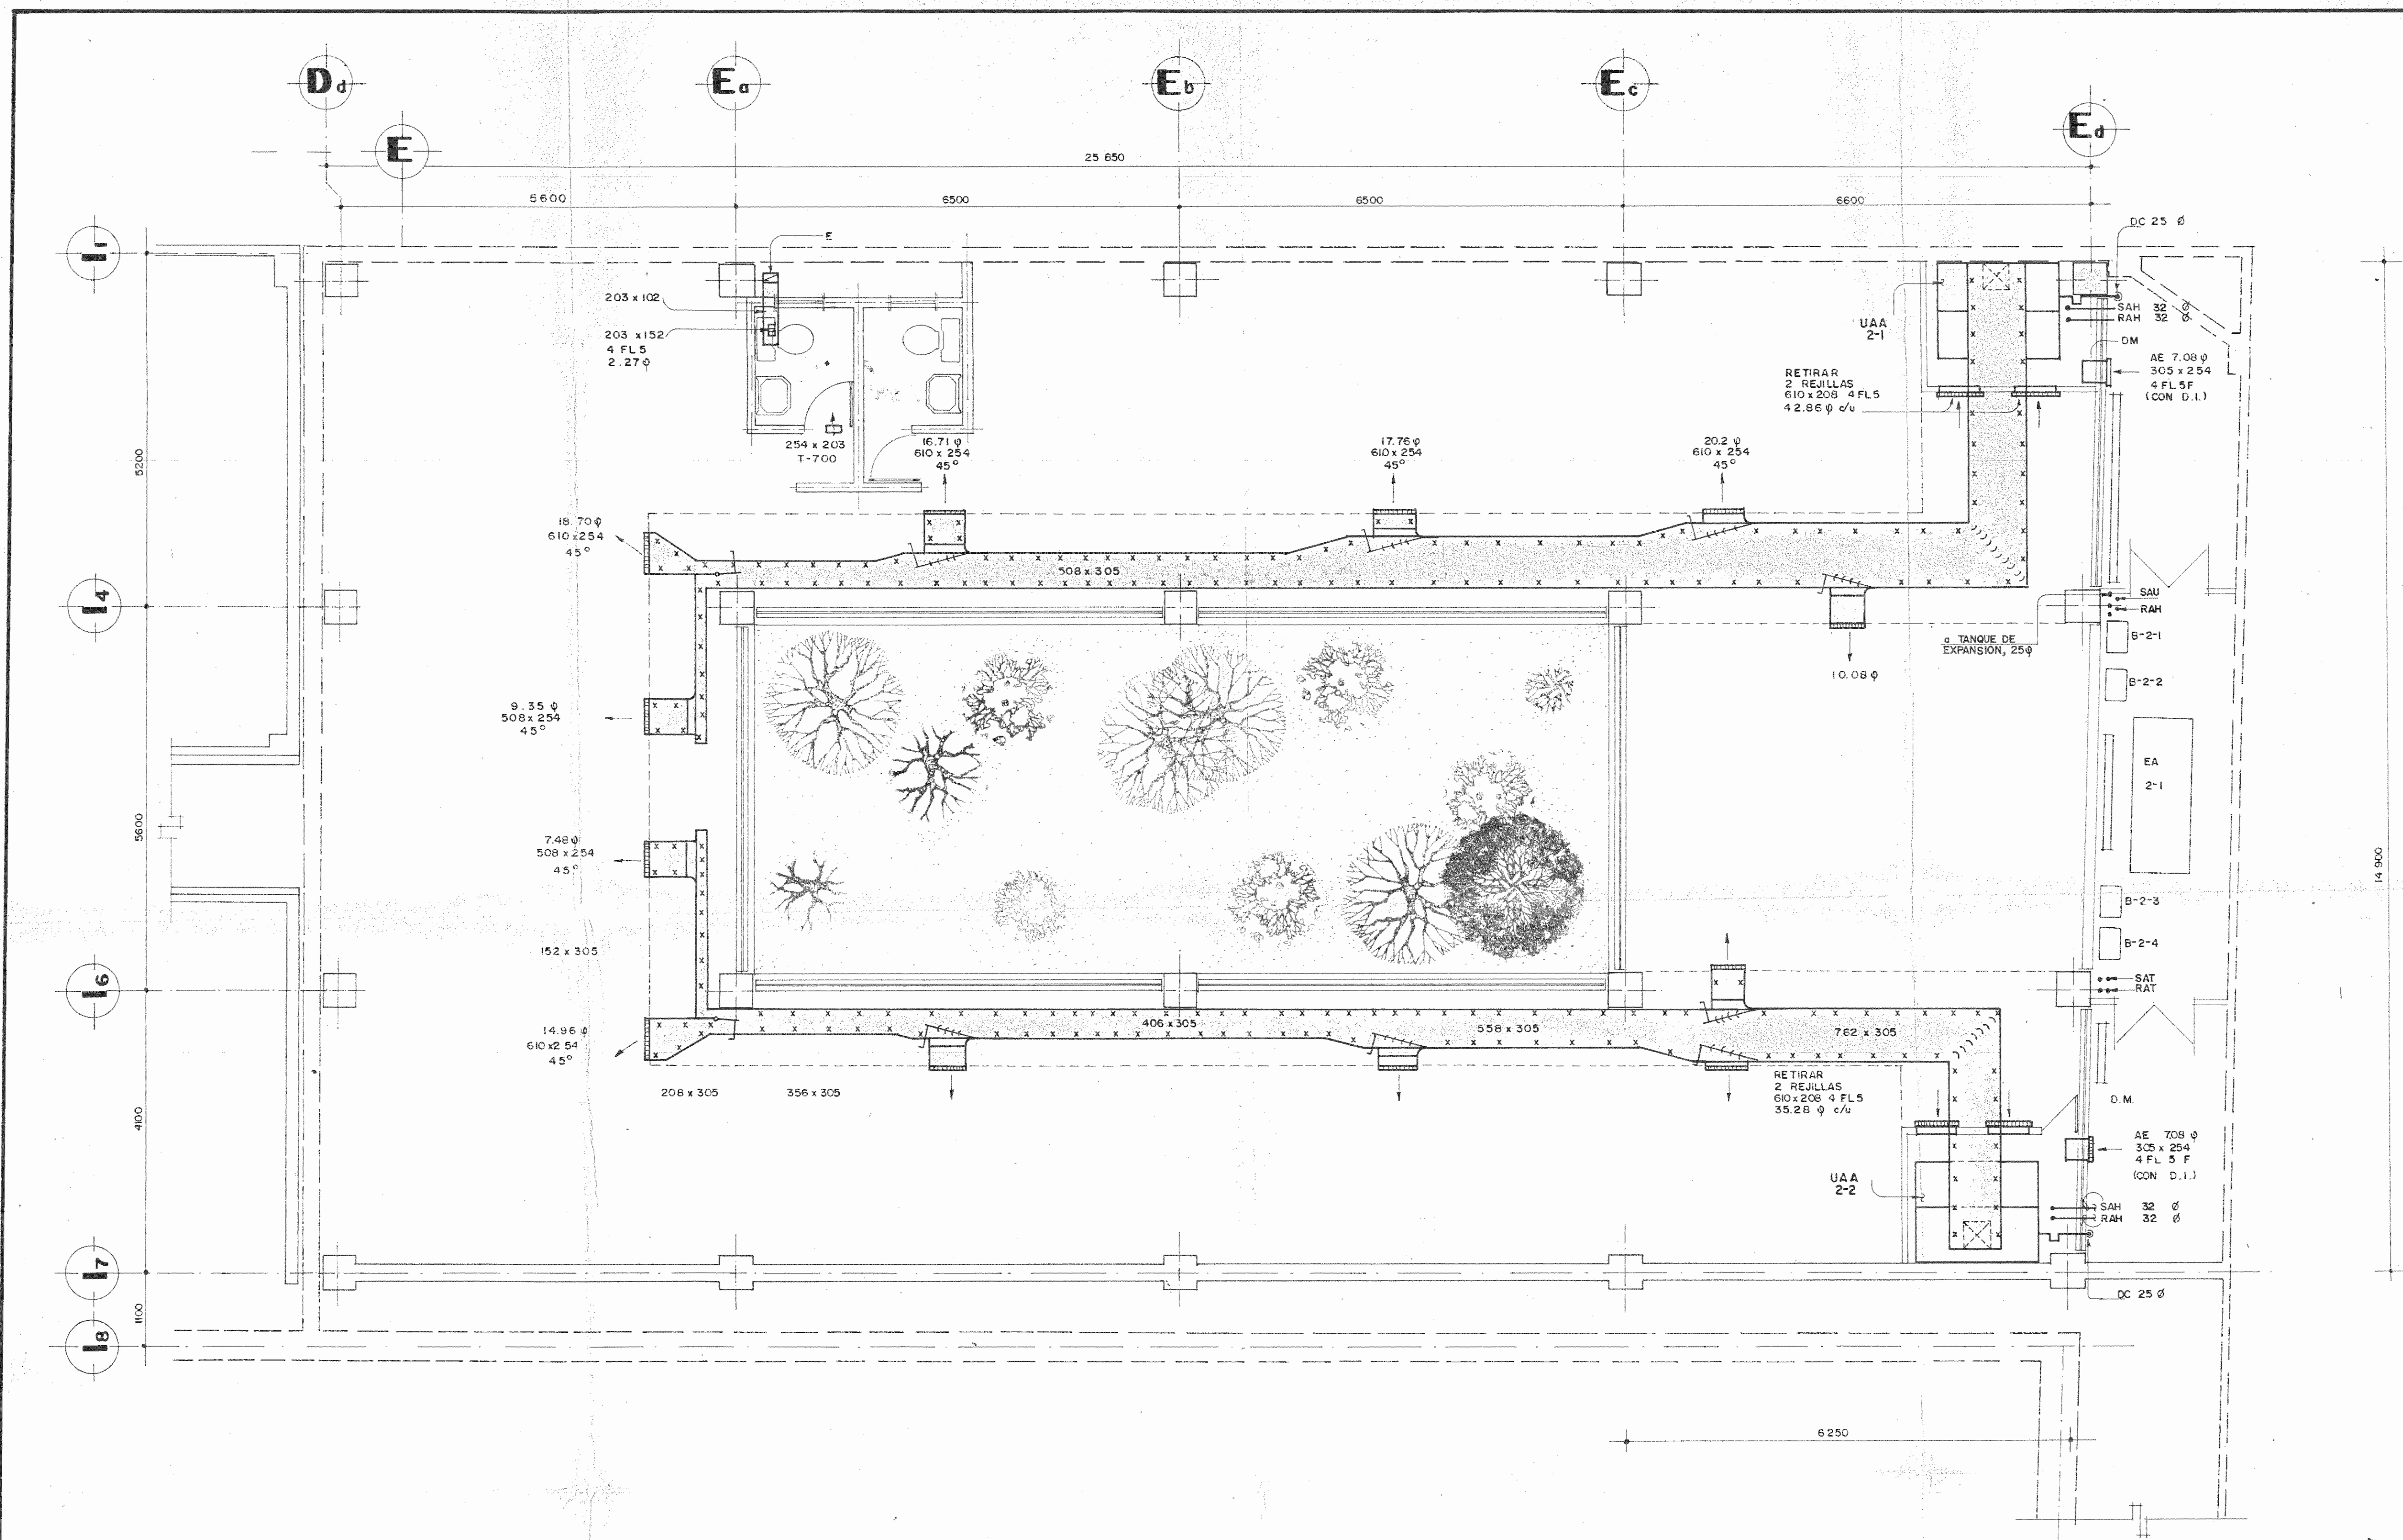 Dd
E
Ea
Eb
Ec
Ed
25 850
5600
6500
6500
6600
I1
I4
I6
I7
I8
5200
5600
4100
1100
14 900
6 250
E
203 x 102
203 x152
4 FL 5
2.27φ
254 x 203
T-700
16.71 φ
610 x 254
45°
17.76 φ
610 x 254
45°
20.2 φ
610 x 254
45°
18.70 φ
610 x254
45°
508 x 305
UAA
2-1
RETIRAR
2 REJILLAS
610 x 208 4 FL5
42.86 φ c/u
DC 25 Ø
SAH 32 Ø
RAH 32 Ø
DM
AE 7.08 φ
305 x 254
4 FL 5F
(CON D.I.)
SAU
RAH
B-2-1
a TANQUE DE
EXPANSION, 25φ
B-2-2
10.08 φ
9.35 φ
508 x 254
45°
EA
2-1
7.48 φ
508 x 254
45°
B-2-3
B-2-4
152 x 305
SAT
RAT
14.96 φ
610 x2 54
45°
406 x 305
558 x 305
762 x 305
208 x 305
356 x 305
RETIRAR
2 REJILLAS
610 x 208 4 FL5
35.28 φ c/u
D.M.
AE 7.08 φ
305 x 254
4 FL 5 F
(CON D.I.)
UAA
2-2
SAH 32 Ø
RAH 32 Ø
DC 25 Ø